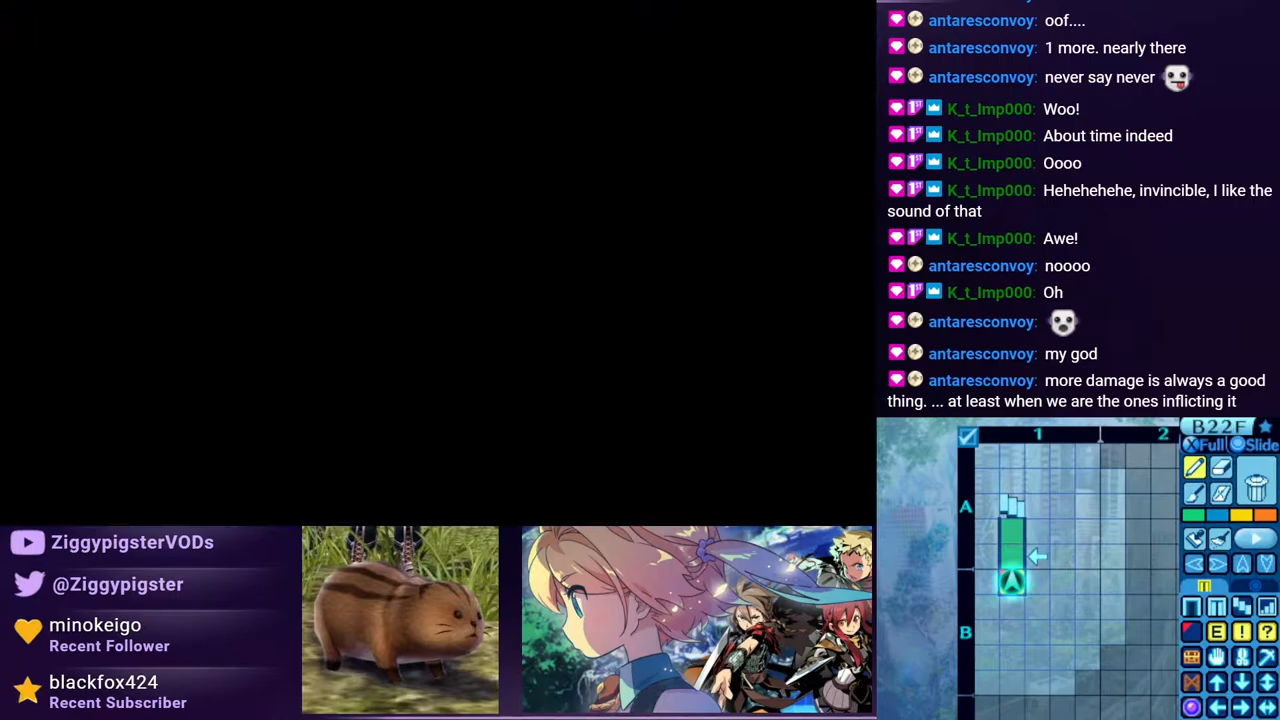 antaresconvoy: oof....
antaresconvoy: 1 more. nearly there
antaresconvoy: never say never
K_t_Imp000: Woo!
K_t_Imp000: About time indeed
K_t_Imp000: Oooo
K_t_Imp000: Hehehehehe, invincible, I like the
sound of that
K_t_Imp000: Awe!
antaresconvoy: noooo
K_t_Imp000: Oh
antaresconvoy:
antaresconvoy: my god
antaresconvoy: more damage is always a good
thing. ... at least when we are the ones inflicting it
1 2
B22F
X Full Slide
A
B
E ! ?
ZiggypigsterVODs
@Ziggypigster
minokeigo
Recent Follower
blackfox424
Recent Subscriber